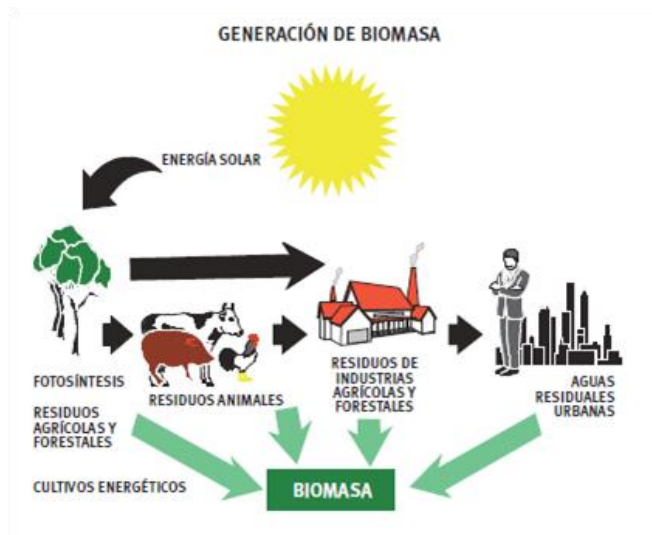 GENERACIÓN DE BIOMASA
ENERGÍA SOLAR
FOTOSÍNTESIS
RESIDUOS
AGRÍCOLAS Y
FORESTALES
CULTIVOS ENERGÉTICOS
RESIDUOS ANIMALES
RESIDUOS DE
INDUSTRIAS
AGRÍCOLAS Y
FORESTALES
AGUAS
RESIDUALES
URBANAS
BIOMASA